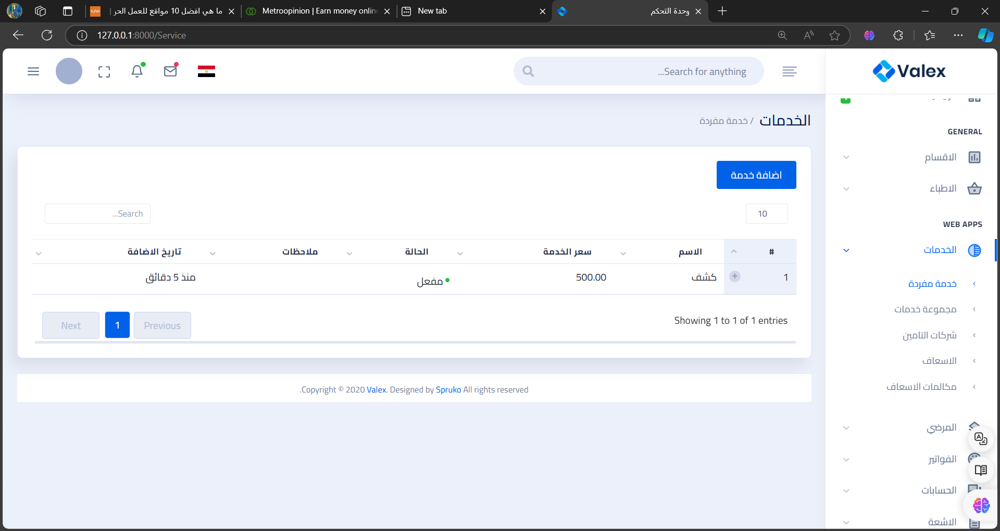 ما هي افضل 10 مواقع للعمل الحر
Metroopinion | Earn money online
New tab
وحدة التحكم
127.0.0.1:8000/Service
Search for anything...
Valex
الخدمات / خدمة مفردة
اضافة خدمة
10
Search...
# الاسم سعر الخدمة الحالة ملاحظات تاريخ الاضافة
1 كشف 500.00 مفعل منذ 5 دقائق
Showing 1 to 1 of 1 entries
Previous 1 Next
Copyright © 2020 Valex. Designed by Spruko All rights reserved.
GENERAL
الاقسام
الاطباء
WEB APPS
الخدمات
خدمة مفردة
مجموعة خدمات
شركات التامين
الاسعاف
مكالمات الاسعاف
المرضي
الفواتير
الحسابات
الاشعة